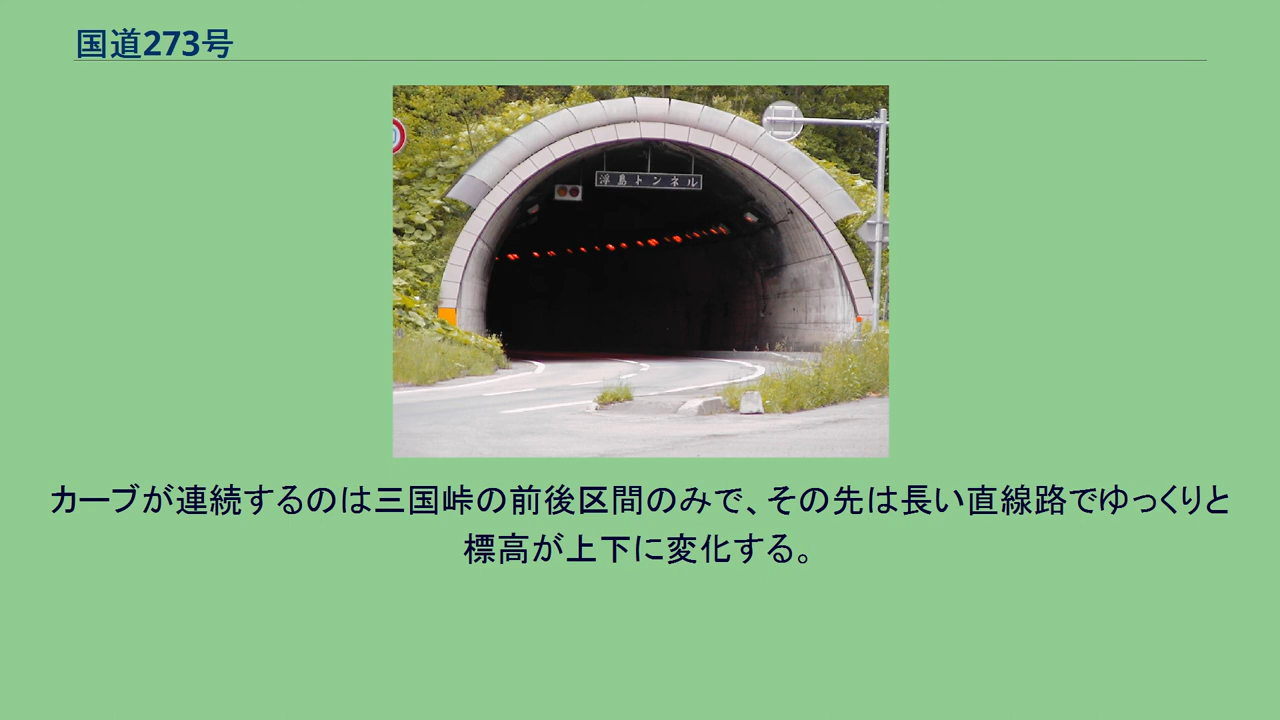 国道273号
浮島トンネル
カーブが連続するのは三国峠の前後区間のみで、その先は長い直線路でゆっくりと
標高が上下に変化する。